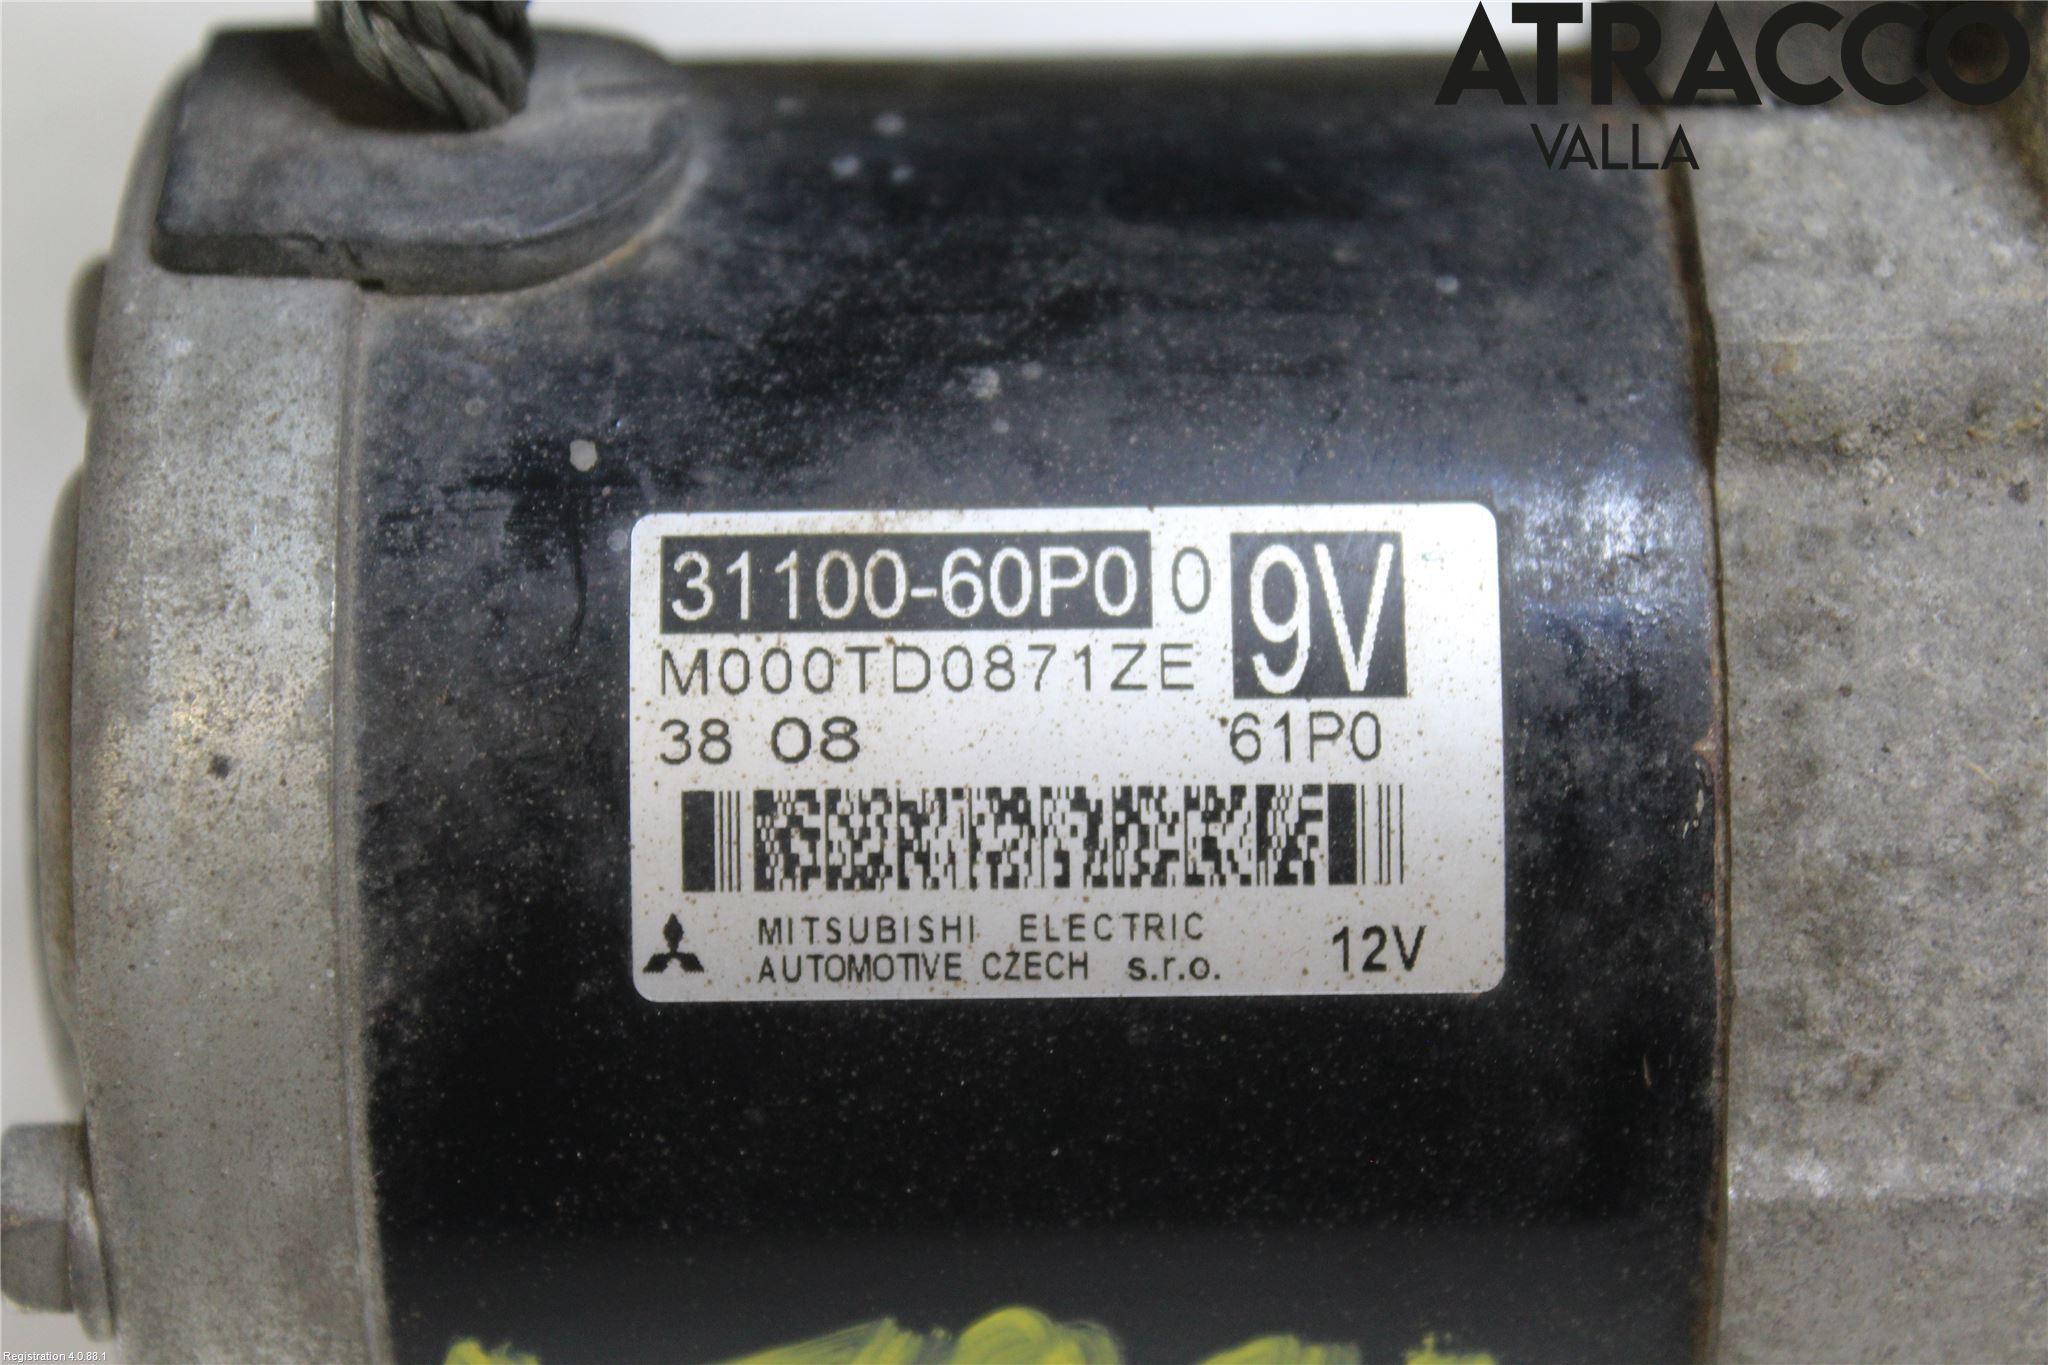 ATRACCO
VALLA
31100-60P0 0 9V
M000TD0871ZE
38 08 61P0
MITSUBISHI ELECTRIC
AUTOMOTIVE CZECH s.r.o. 12V
Registration 4.0.88.1